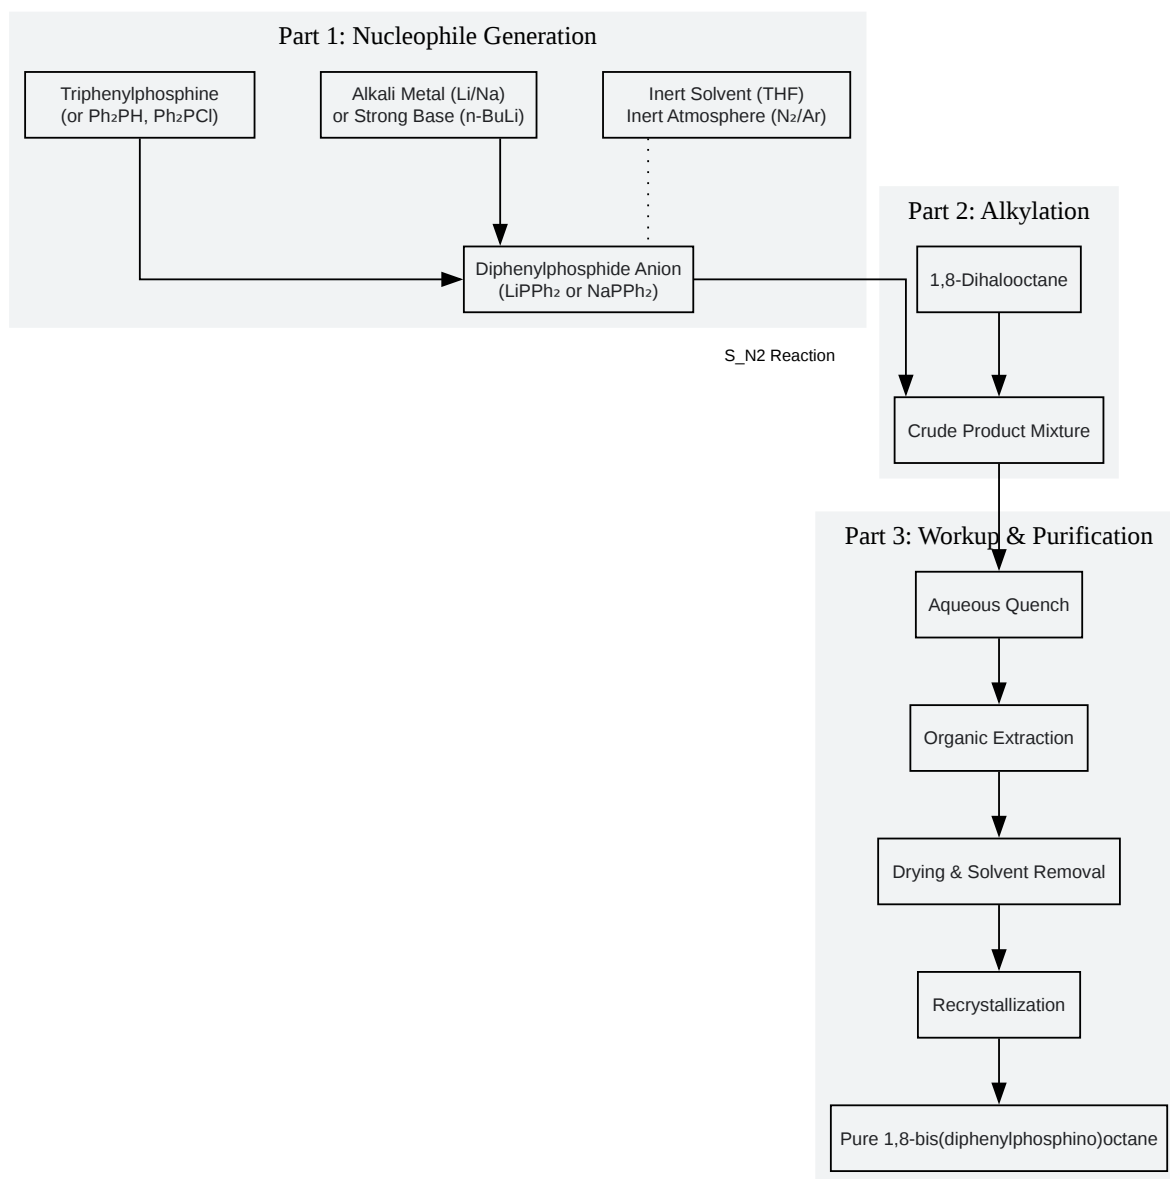 Part 1: Nucleophile Generation
Triphenylphosphine
(or Ph₂PH, Ph₂PCl)
Alkali Metal (Li/Na)
or Strong Base (n-BuLi)
Inert Solvent (THF)
Inert Atmosphere (N₂/Ar)
Diphenylphosphide Anion
(LiPPh₂ or NaPPh₂)
S_N2 Reaction
Part 2: Alkylation
1,8-Dihalooctane
Crude Product Mixture
Part 3: Workup & Purification
Aqueous Quench
Organic Extraction
Drying & Solvent Removal
Recrystallization
Pure 1,8-bis(diphenylphosphino)octane